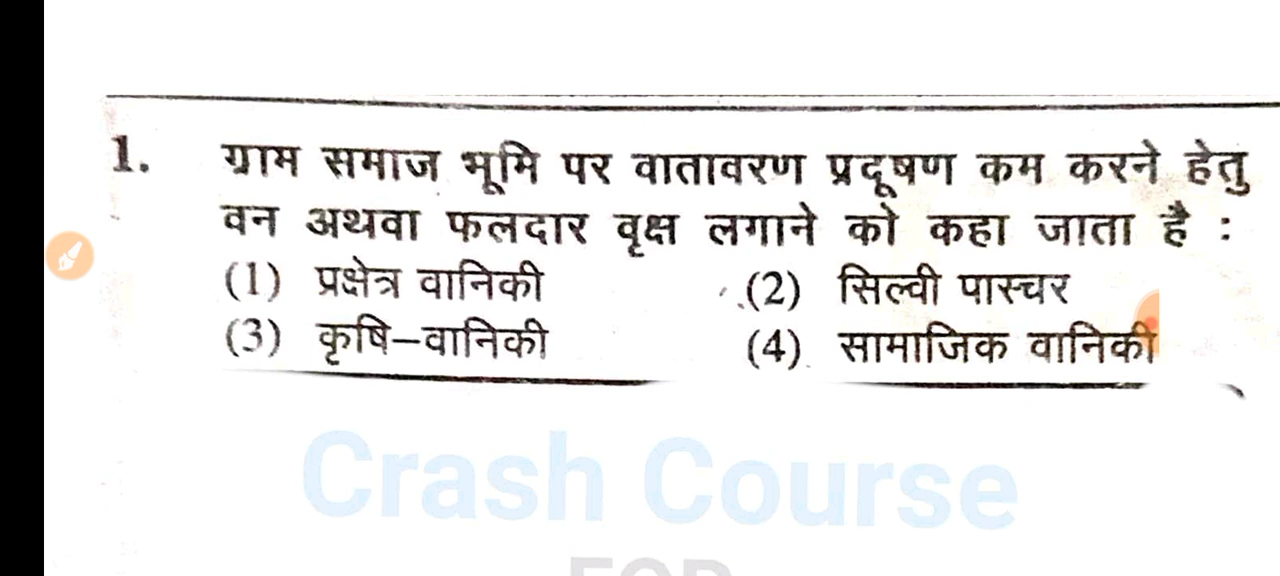 1. ग्राम समाज भूमि पर वातावरण प्रदूषण कम करने हेतु
वन अथवा फलदार वृक्ष लगाने को कहा जाता है :
(1) प्रक्षेत्र वानिकी (2) सिल्वी पास्चर
(3) कृषि–वानिकी (4) सामाजिक वानिकी
Crash Course
FOR